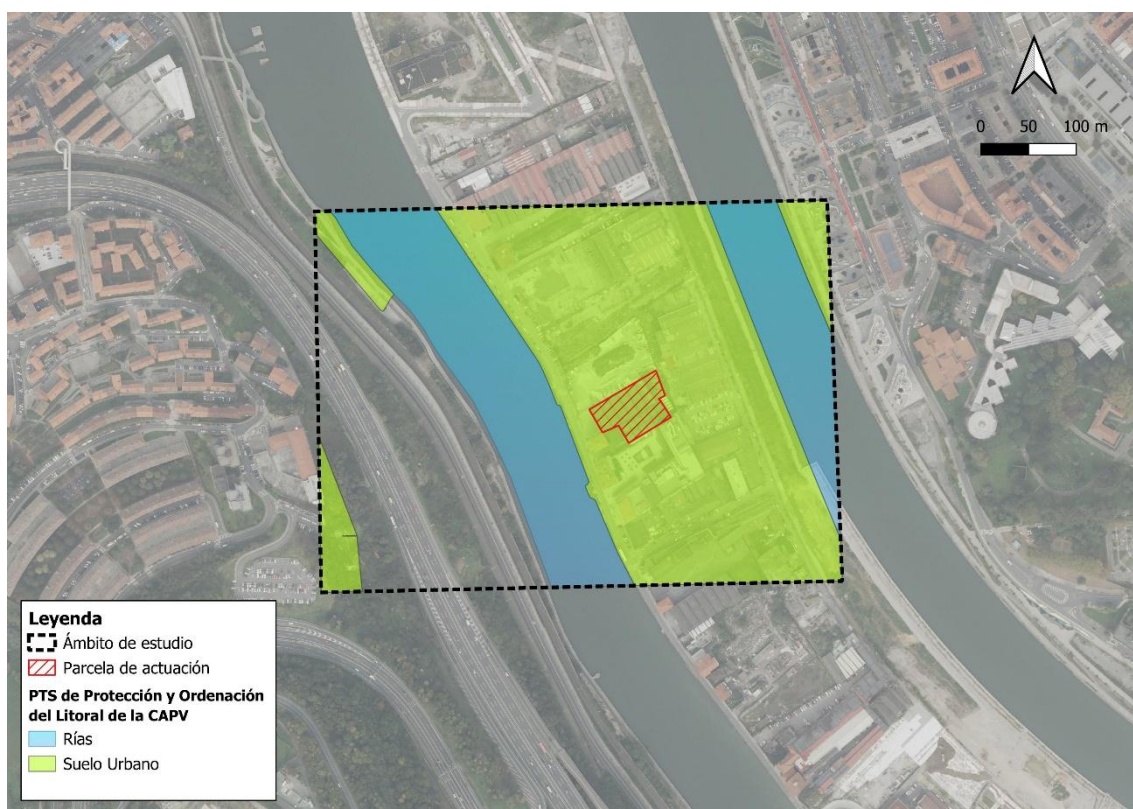 0 50 100 m
Leyenda
Ámbito de estudio
Parcela de actuación
PTS de Protección y Ordenación
del Litoral de la CAPV
Rías
Suelo Urbano